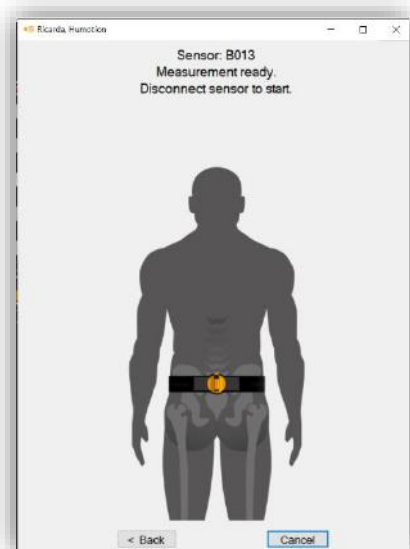 Ricarda, Humotion
Sensor: B013
Measurement ready.
Disconnect sensor to start.
< Back
Cancel